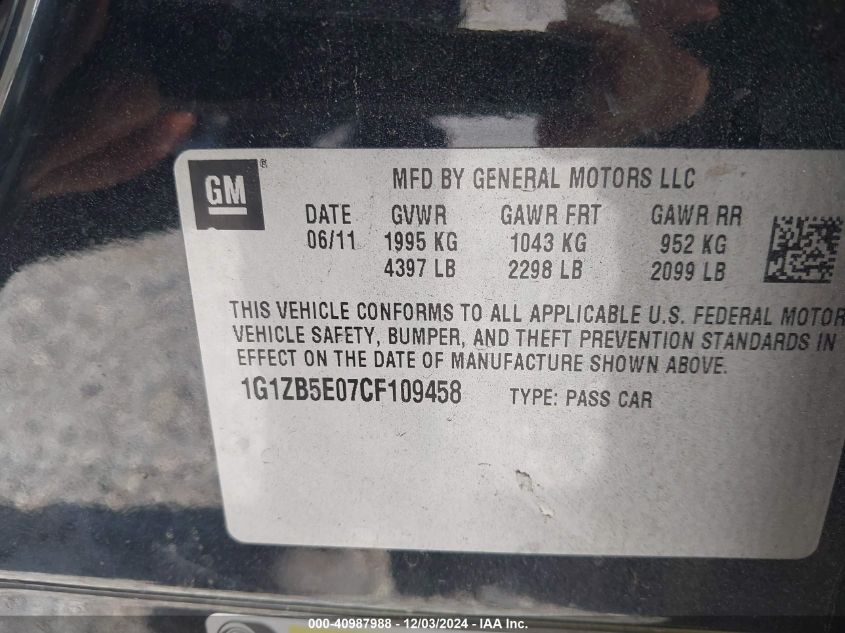 GM ®
MFD BY GENERAL MOTORS LLC
DATE GVWR GAWR FRT GAWR RR
06/11 1995 KG 1043 KG 952 KG
4397 LB 2298 LB 2099 LB
THIS VEHICLE CONFORMS TO ALL APPLICABLE U.S. FEDERAL MOTOR
VEHICLE SAFETY, BUMPER, AND THEFT PREVENTION STANDARDS IN
EFFECT ON THE DATE OF MANUFACTURE SHOWN ABOVE.
1G1ZB5E07CF109458 TYPE: PASS CAR
000-40987988 - 12/03/2024 - IAA Inc.